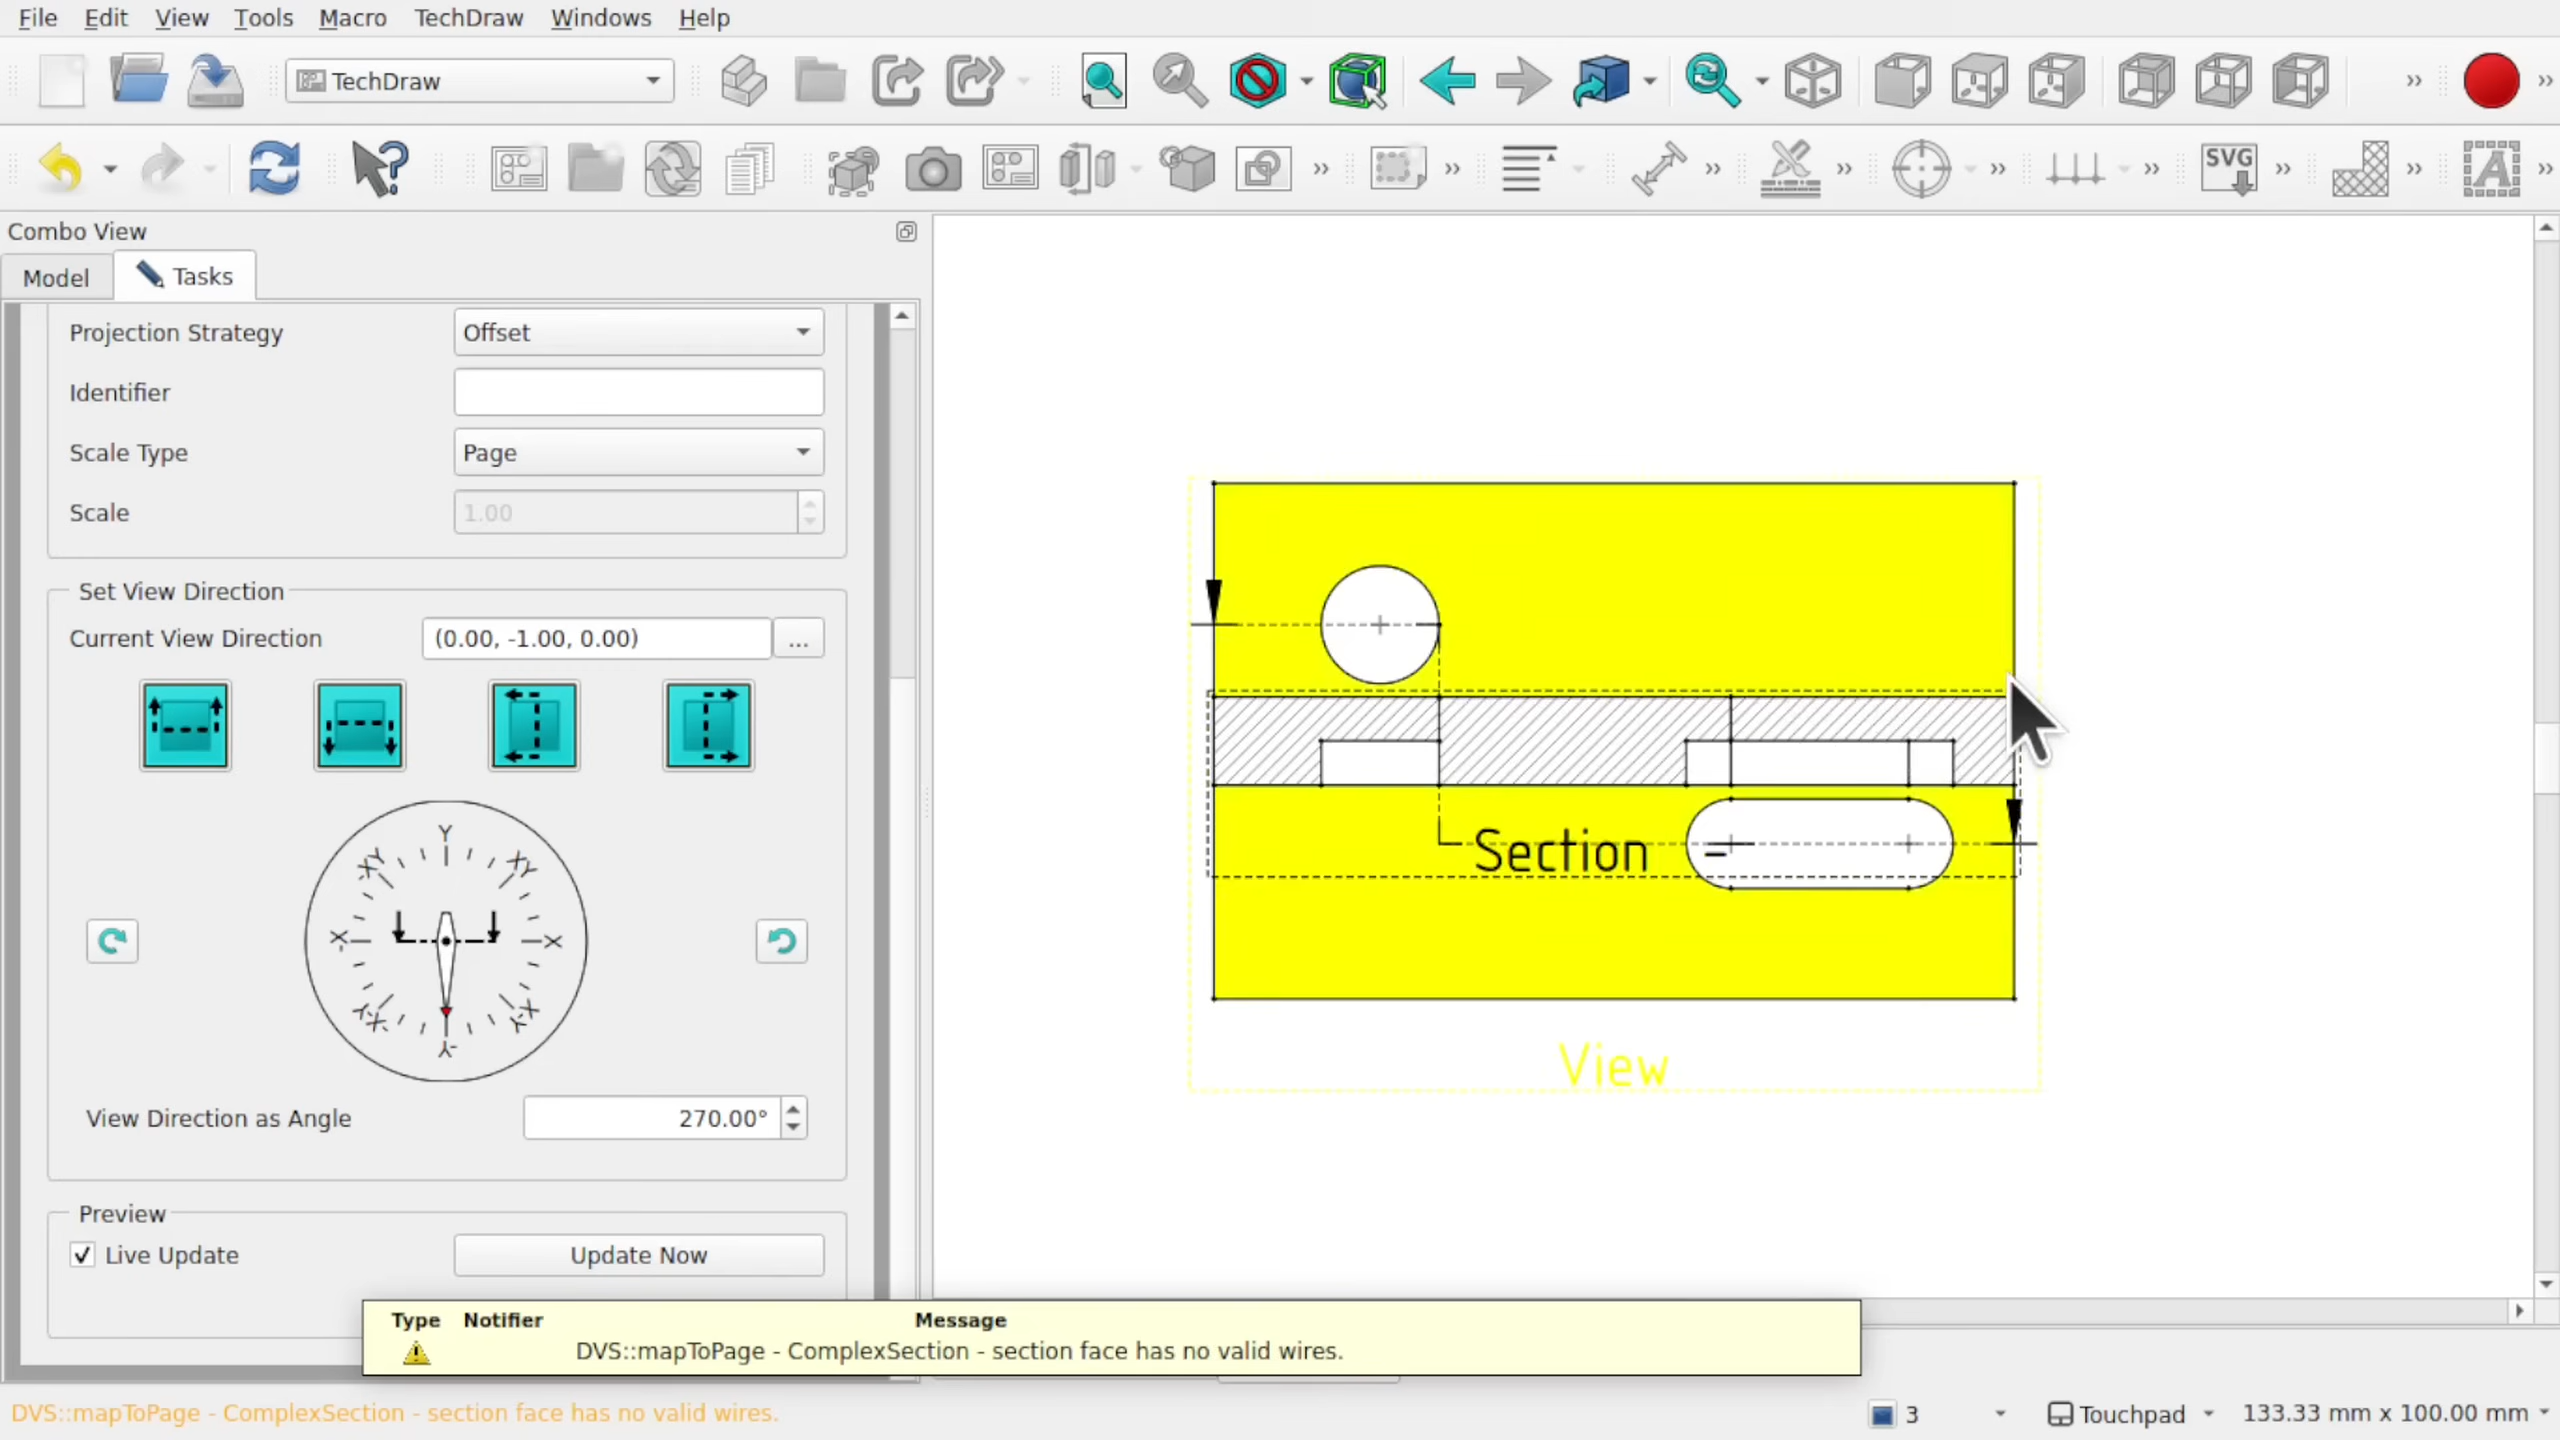 File Edit View Tools Macro TechDraw Windows Help
TechDraw
SVG
A
Combo View
Model Tasks
Projection Strategy Offset
Identifier
Scale Type Page
Scale 1.00
Set View Direction
Current View Direction (0.00, -1.00, 0.00) ...
Y
-XY XY
-X X
-X-Y X-Y
-Y
View Direction as Angle 270.00°
Preview
Live Update Update Now
Section -
View
Type Notifier Message
DVS::mapToPage - ComplexSection - section face has no valid wires.
DVS::mapToPage - ComplexSection - section face has no valid wires.
3 Touchpad 133.33 mm x 100.00 mm